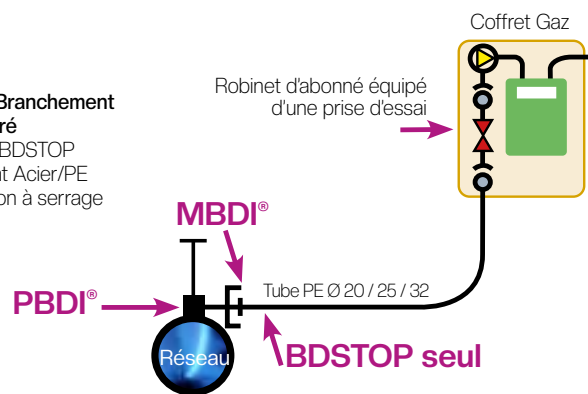 Coffret Gaz
Branchement
ré
BDSTOP
t Acier/PE
on à serrage
Robinet d'abonné équipé
d'une prise d'essai
MBDI®
Tube PE Ø 20 / 25 / 32
PBDI®
Réseau
BDSTOP seul